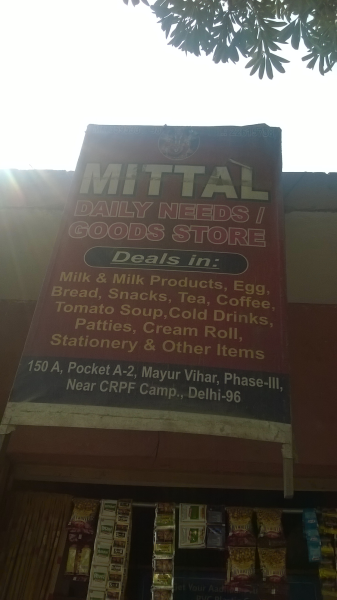 MITTAL
DAILY NEEDS /
GOODS STORE
Deals in:
Milk & Milk Products, Egg,
Bread, Snacks, Tea, Coffee,
Tomato Soup,Cold Drinks,
Patties, Cream Roll,
Stationery & Other Items
150 A, Pocket A-2, Mayur Vihar, Phase-III,
Near CRPF Camp., Delhi-96